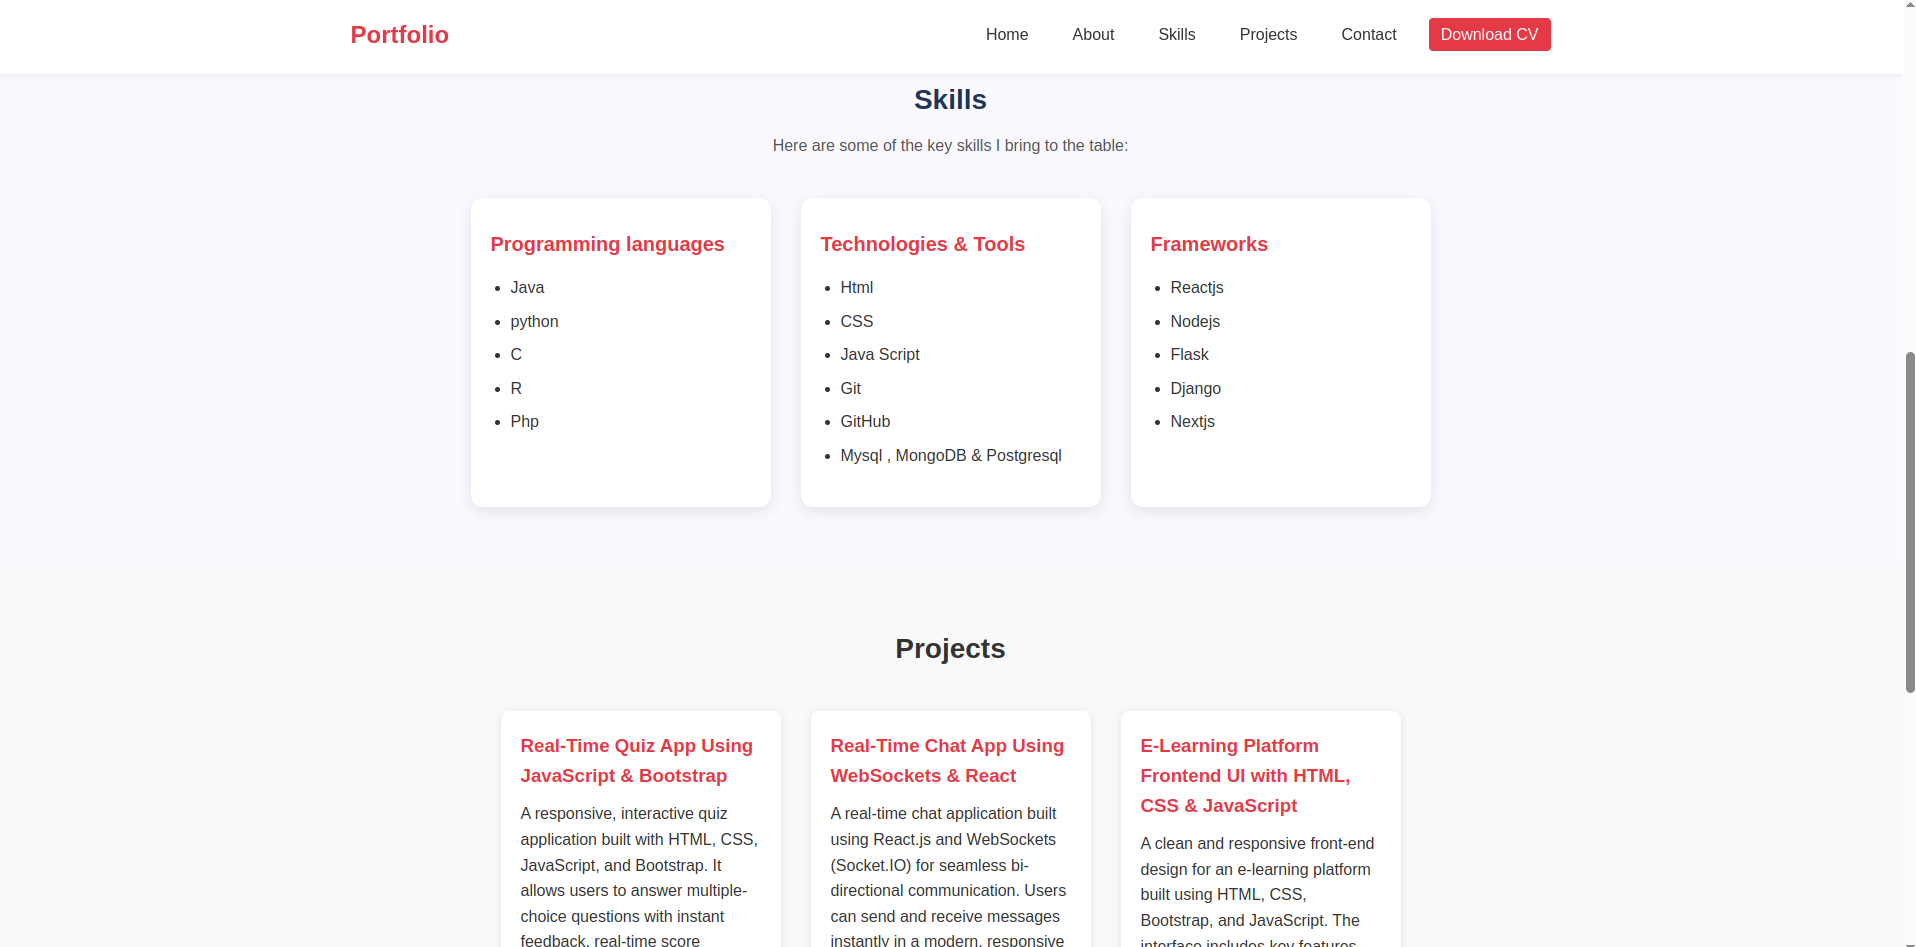 Portfolio
Home
About
Skills
Projects
Contact
Download CV
Skills
Here are some of the key skills I bring to the table:
Programming languages
Java
python
C
R
Php
Technologies & Tools
Html
CSS
Java Script
Git
GitHub
Mysql , MongoDB & Postgresql
Frameworks
Reactjs
Nodejs
Flask
Django
Nextjs
Projects
Real-Time Quiz App Using
JavaScript & Bootstrap
A responsive, interactive quiz
application built with HTML, CSS,
JavaScript, and Bootstrap. It
allows users to answer multiple-
choice questions with instant
feedback, real-time score
Real-Time Chat App Using
WebSockets & React
A real-time chat application built
using React.js and WebSockets
(Socket.IO) for seamless bi-
directional communication. Users
can send and receive messages
instantly in a modern, responsive
E-Learning Platform
Frontend UI with HTML,
CSS & JavaScript
A clean and responsive front-end
design for an e-learning platform
built using HTML, CSS,
Bootstrap, and JavaScript. The
interface includes key features